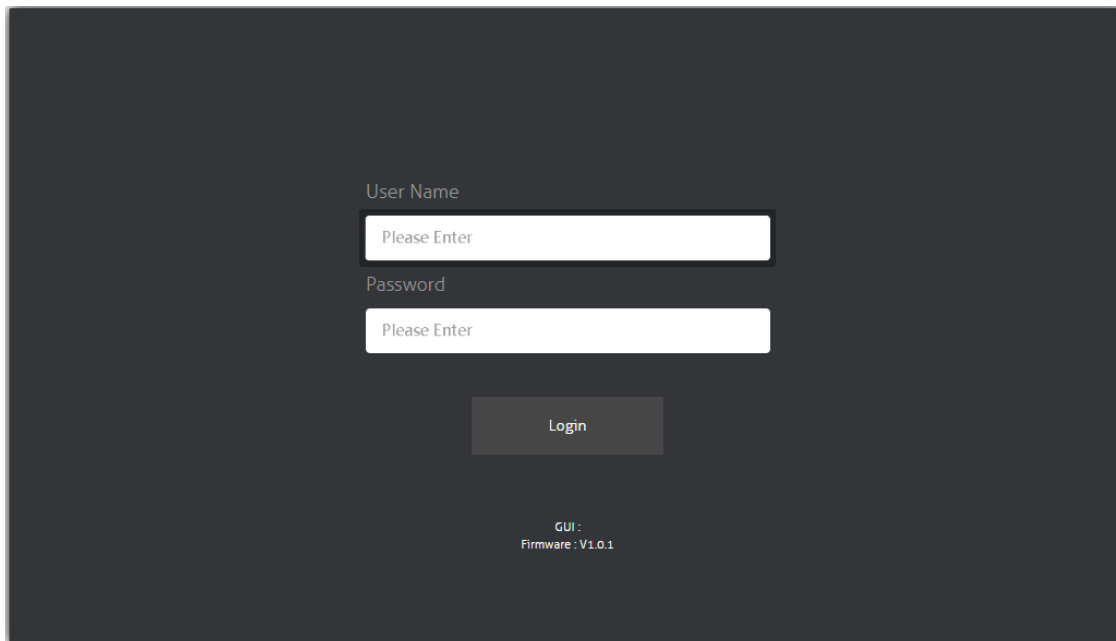 User Name
Please Enter
Password
Please Enter
Login
GUI :
Firmware : V1.0.1